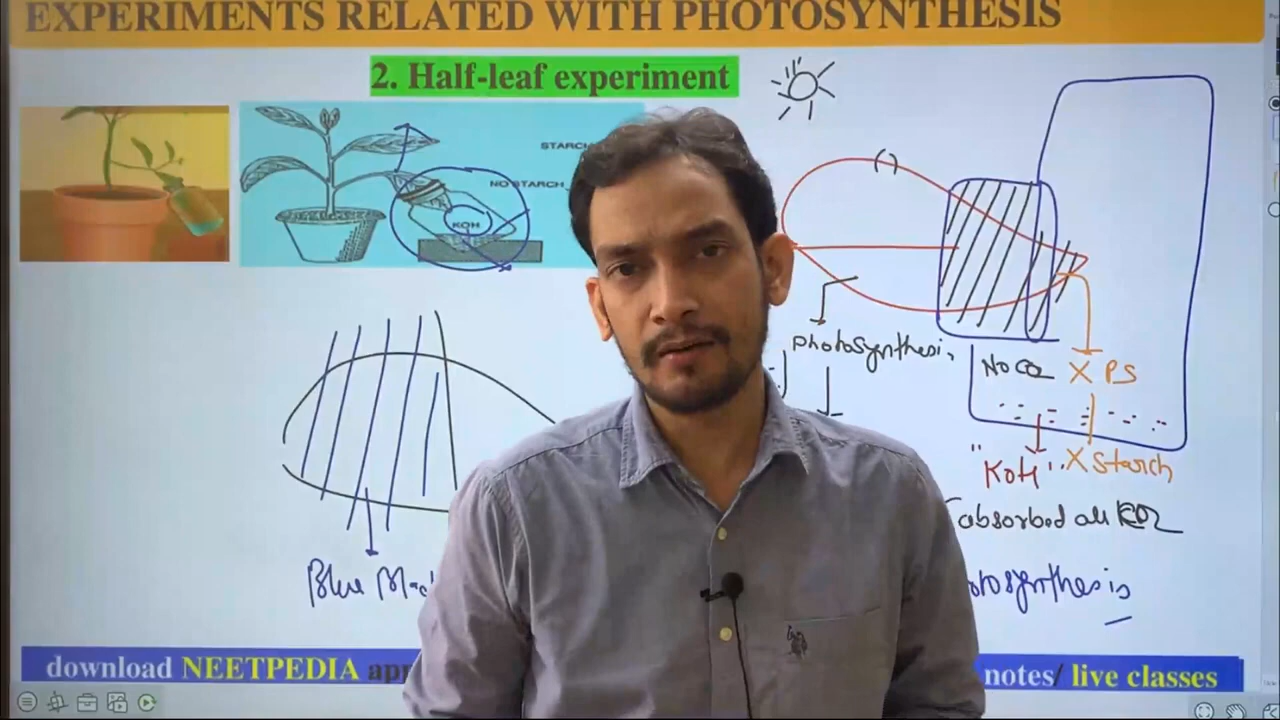 EXPERIMENTS RELATED WITH PHOTOSYNTHESIS
2. Half-leaf experiment
STARCH
NO STARCH
KOH
photosynthesis
NO CO2 X PS
"KOH" X Starch
absorbed all CO2
Blue
download NEETPEDIA
notes/ live classes